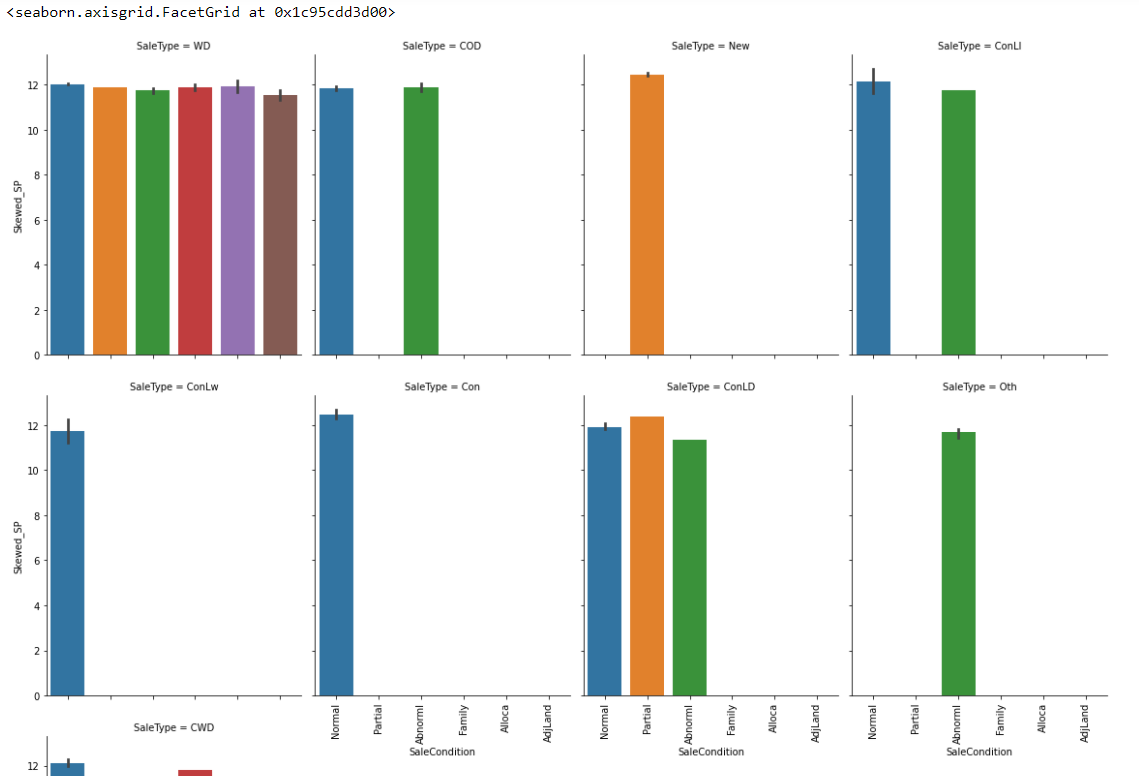 <seaborn.axisgrid.FacetGrid at 0x1c95cdd3d00>
SaleType = WD
SaleType = COD
SaleType = New
SaleType = ConLI
12
10
8
6
4
2
0
Skewed_SP
SaleType = ConLw
SaleType = Con
SaleType = ConLD
SaleType = Oth
12
10
8
6
4
2
0
Skewed_SP
Normal
Partial
Abnorml
Family
Alloca
AdjLand
SaleCondition
Normal
Partial
Abnorml
Family
Alloca
AdjLand
SaleCondition
Normal
Partial
Abnorml
Family
Alloca
AdjLand
SaleCondition
SaleType = CWD
12